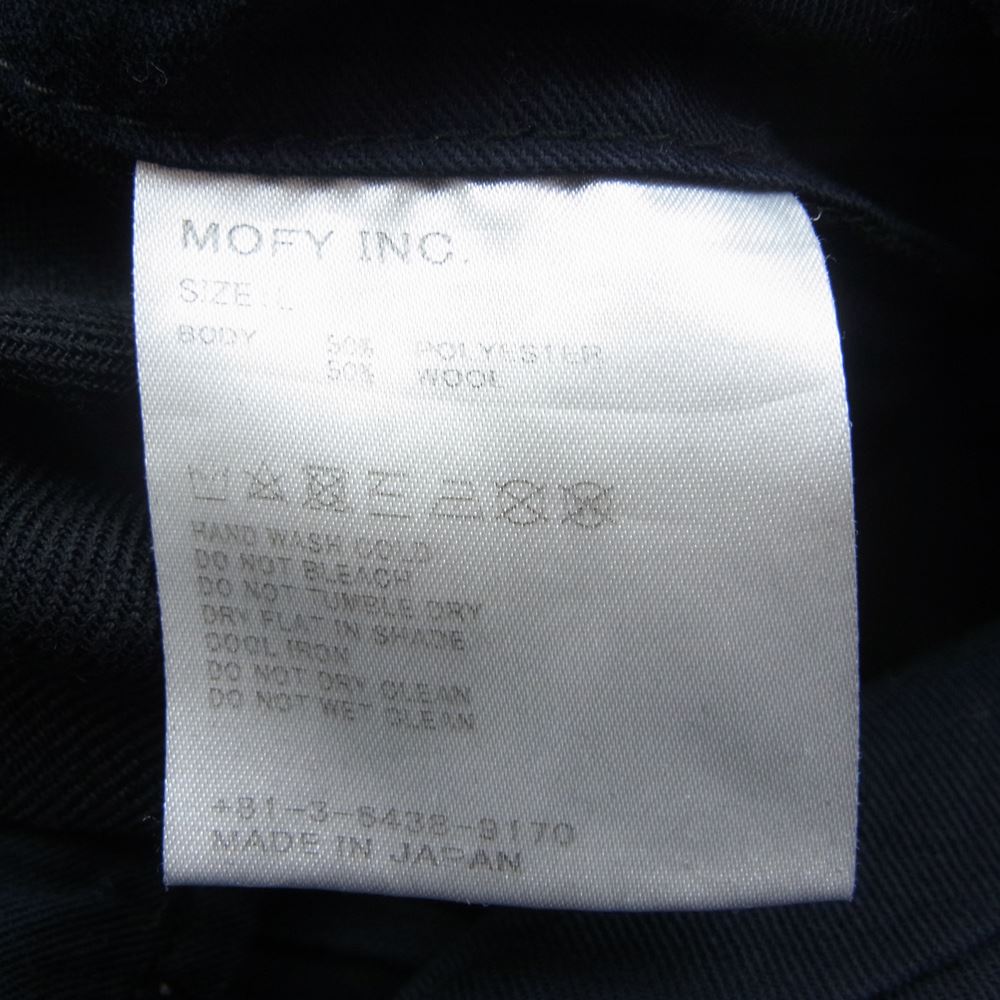 MOFY INC.
SIZE: L
BODY 50% POLYESTER
50% WOOL
HAND WASH COLD
DO NOT BLEACH
DO NOT TUMBLE DRY
DRY FLAT IN SHADE
COOL IRON
DO NOT DRY CLEAN
DO NOT WET CLEAN
+81-3-5438-9170
MADE IN JAPAN